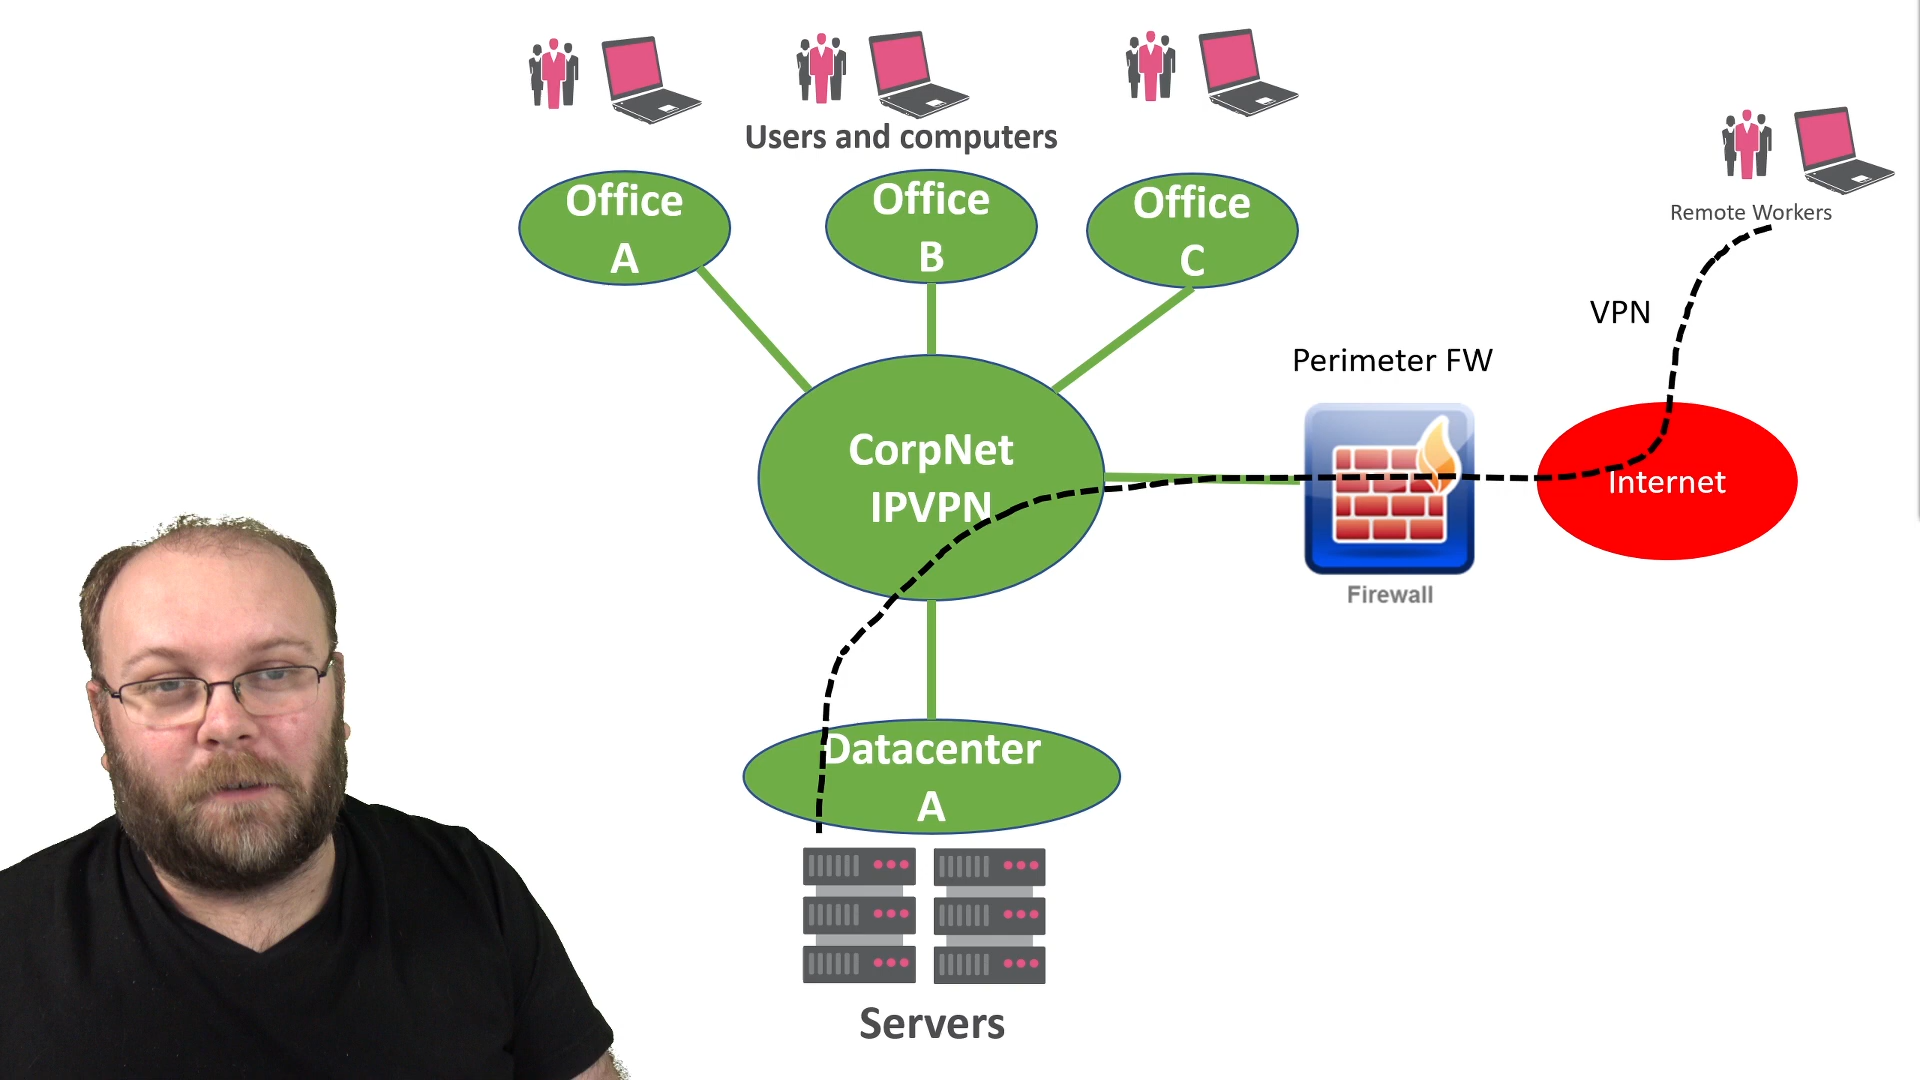 Users and computers
Office
A
Office
B
Office
C
Remote Workers
VPN
Perimeter FW
CorpNet
IPVPN
Internet
Firewall
Datacenter
A
Servers